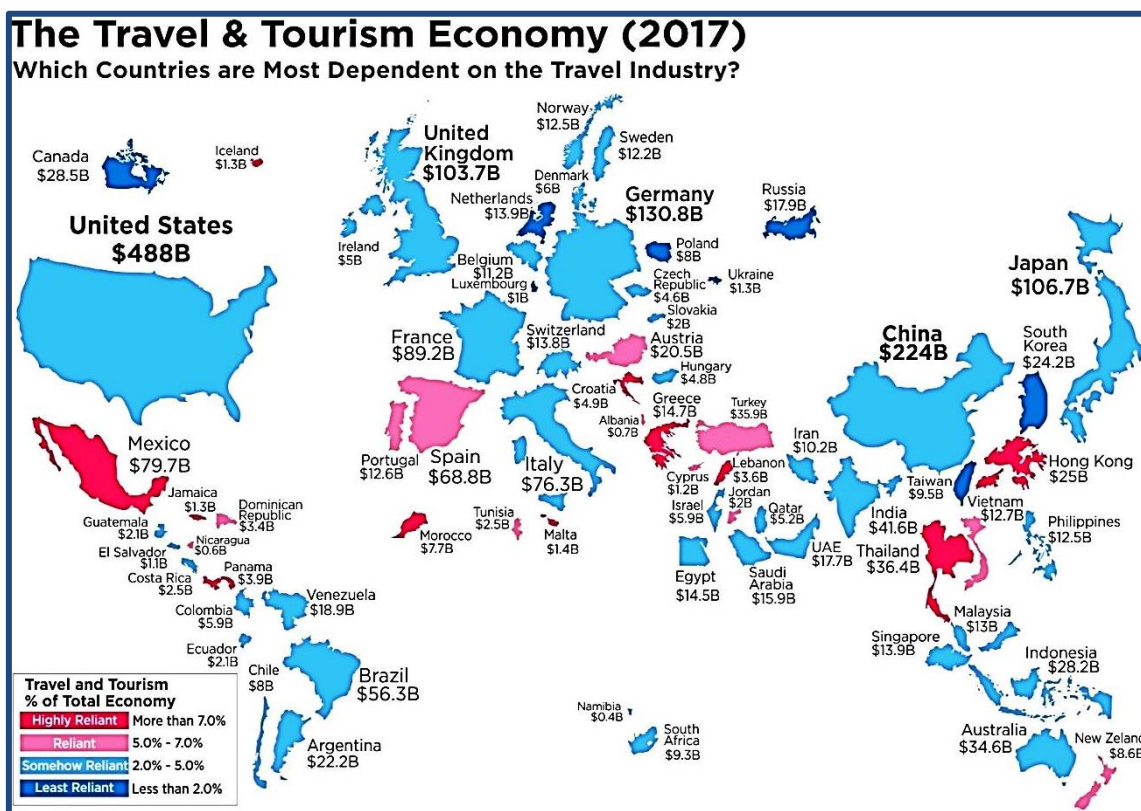 The Travel & Tourism Economy (2017)
Which Countries are Most Dependent on the Travel Industry?
Canada
$28.5B
Iceland
$1.3B
United States
$488B
Mexico
$79.7B
Jamaica
$1.3B
Dominican
Republic
$3.4B
Guatemala
$2.1B
Nicaragua
$0.6B
El Salvador
$1.1B
Costa Rica
$2.5B
Panama
$3.9B
Colombia
$5.9B
Venezuela
$18.9B
Ecuador
$2.1B
Chile
$8B
Brazil
$56.3B
Argentina
$22.2B
United
Kingdom
$103.7B
Norway
$12.5B
Sweden
$12.2B
Denmark
$6B
Netherlands
$13.9B
Germany
$130.8B
Ireland
$5B
Belgium
$11.2B
Luxembourg
$1B
Poland
$8B
Czech
Republic
$4.6B
Ukraine
$1.3B
Slovakia
$2B
Russia
$17.9B
France
$89.2B
Switzerland
$13.8B
Austria
$20.5B
Hungary
$4.8B
Croatia
$4.9B
Greece
$14.7B
Albania
$0.7B
Turkey
$35.9B
Portugal
$12.6B
Spain
$68.8B
Italy
$76.3B
Cyprus
$1.2B
Lebanon
$3.6B
Jordan
$2B
Israel
$5.9B
Qatar
$5.2B
Iran
$10.2B
Morocco
$7.7B
Tunisia
$2.5B
Malta
$1.4B
Egypt
$14.5B
Saudi
Arabia
$15.9B
UAE
$17.7B
Namibia
$0.4B
South
Africa
$9.3B
Japan
$106.7B
China
$224B
South
Korea
$24.2B
Hong Kong
$25B
Taiwan
$9.5B
India
$41.6B
Vietnam
$12.7B
Thailand
$36.4B
Philippines
$12.5B
Malaysia
$13B
Singapore
$13.9B
Indonesia
$28.2B
Australia
$34.6B
New Zeland
$8.6B
Travel and Tourism
% of Total Economy
Highly Reliant More than 7.0%
Reliant 5.0% - 7.0%
Somehow Reliant 2.0% - 5.0%
Least Reliant Less than 2.0%